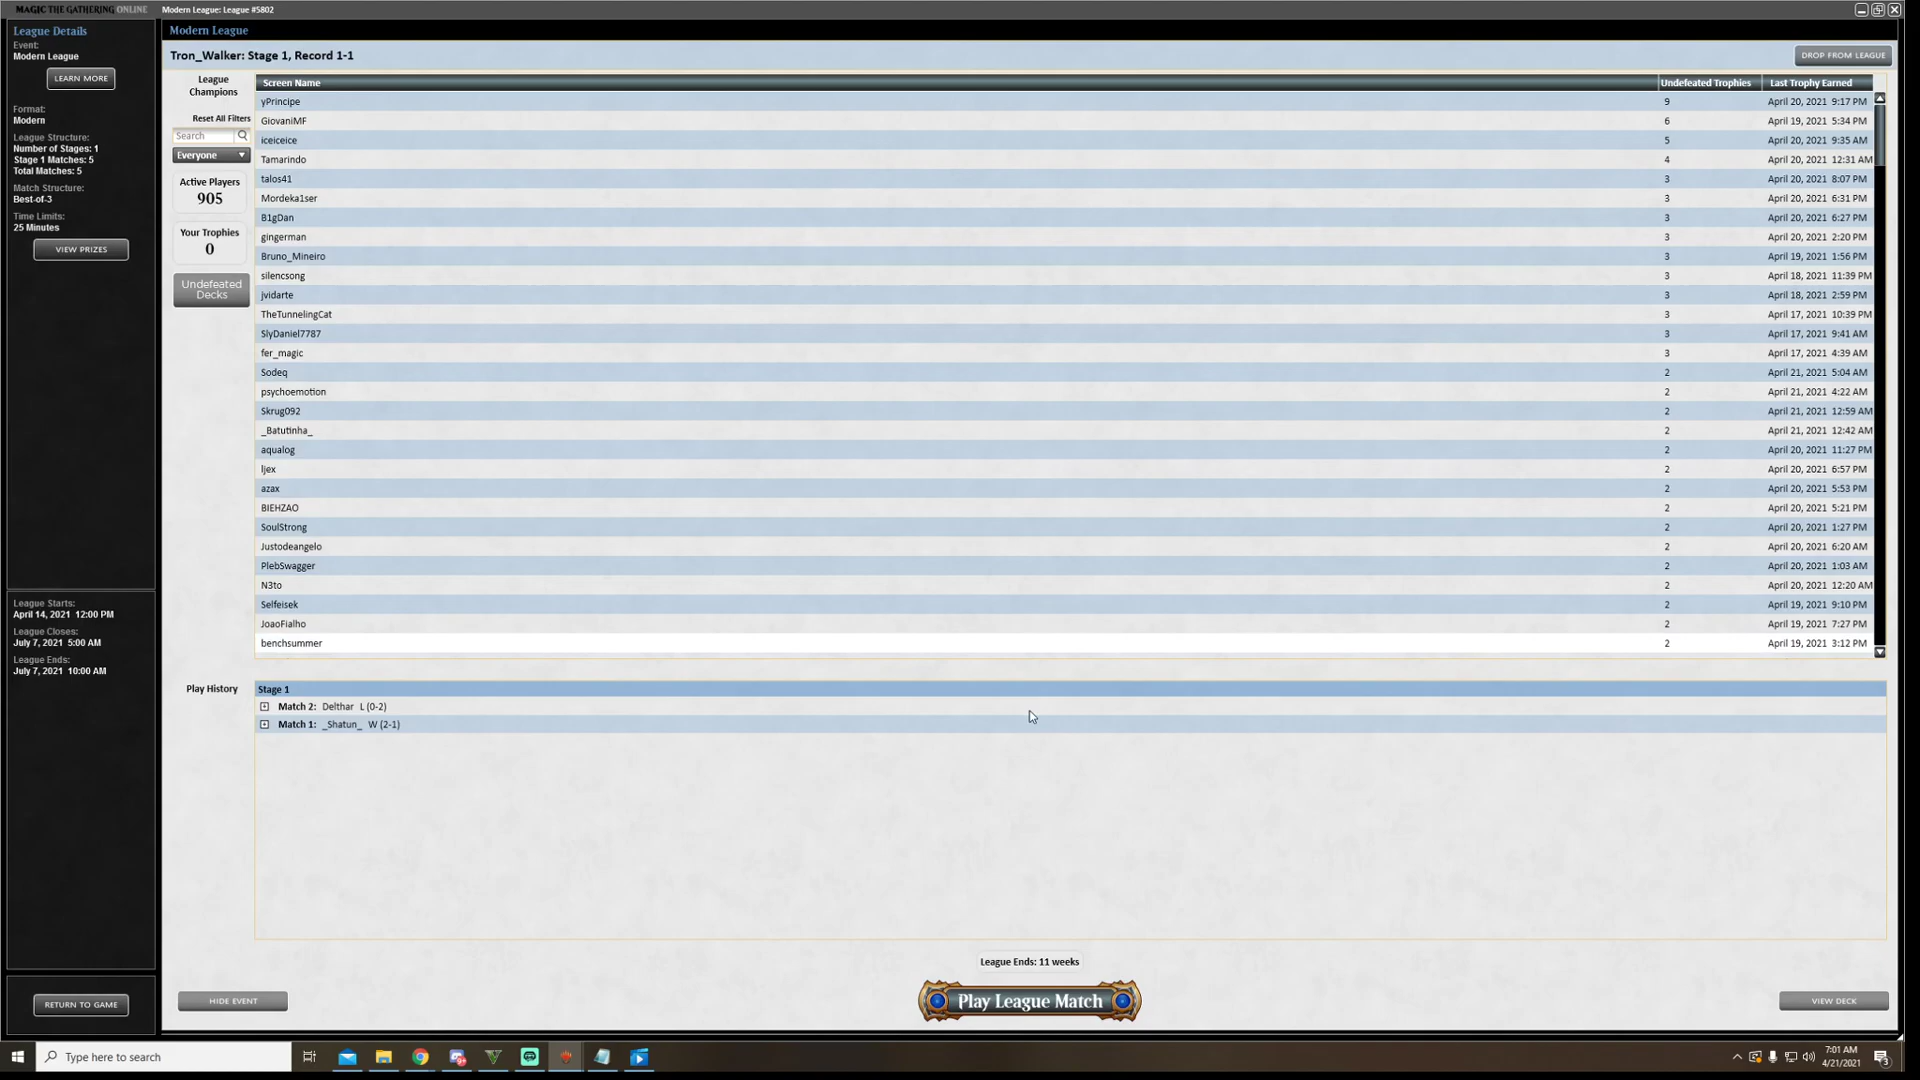 MAGIC THE GATHERING ONLINE
Modern League: League #5802
League Details
Event:
Modern League
LEARN MORE
Format:
Modern
League Structure:
Number of Stages: 1
Stage 1 Matches: 5
Total Matches: 5
Match Structure:
Best-of-3
Time Limits:
25 Minutes
VIEW PRIZES
League Starts:
April 14, 2021 12:00 PM
League Closes:
July 7, 2021 5:00 AM
League Ends:
July 7, 2021 10:00 AM
RETURN TO GAME
Modern League
Tron_Walker: Stage 1, Record 1-1
DROP FROM LEAGUE
League
Champions
Reset All Filters
Search
Everyone
Active Players
905
Your Trophies
0
Undefeated
Decks
Screen Name Undefeated Trophies Last Trophy Earned
yPrincipe 9 April 20, 2021 9:17 PM
GiovaniMF 6 April 19, 2021 5:34 PM
iceiceice 5 April 20, 2021 9:35 AM
Tamarindo 4 April 20, 2021 12:31 AM
talos41 3 April 20, 2021 8:07 PM
Mordeka1ser 3 April 20, 2021 6:31 PM
B1gDan 3 April 20, 2021 6:27 PM
gingerman 3 April 20, 2021 2:20 PM
Bruno_Mineiro 3 April 19, 2021 1:56 PM
silencsong 3 April 18, 2021 11:39 PM
jvidarte 3 April 18, 2021 2:59 PM
TheTunnelingCat 3 April 17, 2021 10:39 PM
SlyDaniel7787 3 April 17, 2021 9:41 AM
fer_magic 3 April 17, 2021 4:39 AM
Sodeq 2 April 21, 2021 5:04 AM
psychoemotion 2 April 21, 2021 4:22 AM
Skrug092 2 April 21, 2021 12:59 AM
_Batutinha_ 2 April 21, 2021 12:42 AM
aqualog 2 April 20, 2021 11:27 PM
ljex 2 April 20, 2021 6:57 PM
azax 2 April 20, 2021 5:53 PM
BIEHZAO 2 April 20, 2021 5:21 PM
SoulStrong 2 April 20, 2021 1:27 PM
Justodeangelo 2 April 20, 2021 6:20 AM
PlebSwagger 2 April 20, 2021 1:03 AM
N3to 2 April 20, 2021 12:20 AM
Selfeisek 2 April 19, 2021 9:10 PM
JoaoFialho 2 April 19, 2021 7:27 PM
benchsummer 2 April 19, 2021 3:12 PM
Play History
Stage 1
Match 2: Delthar L (0-2)
Match 1: _Shatun_ W (2-1)
League Ends: 11 weeks
HIDE EVENT
Play League Match
VIEW DECK
Type here to search
7:01 AM
4/21/2021